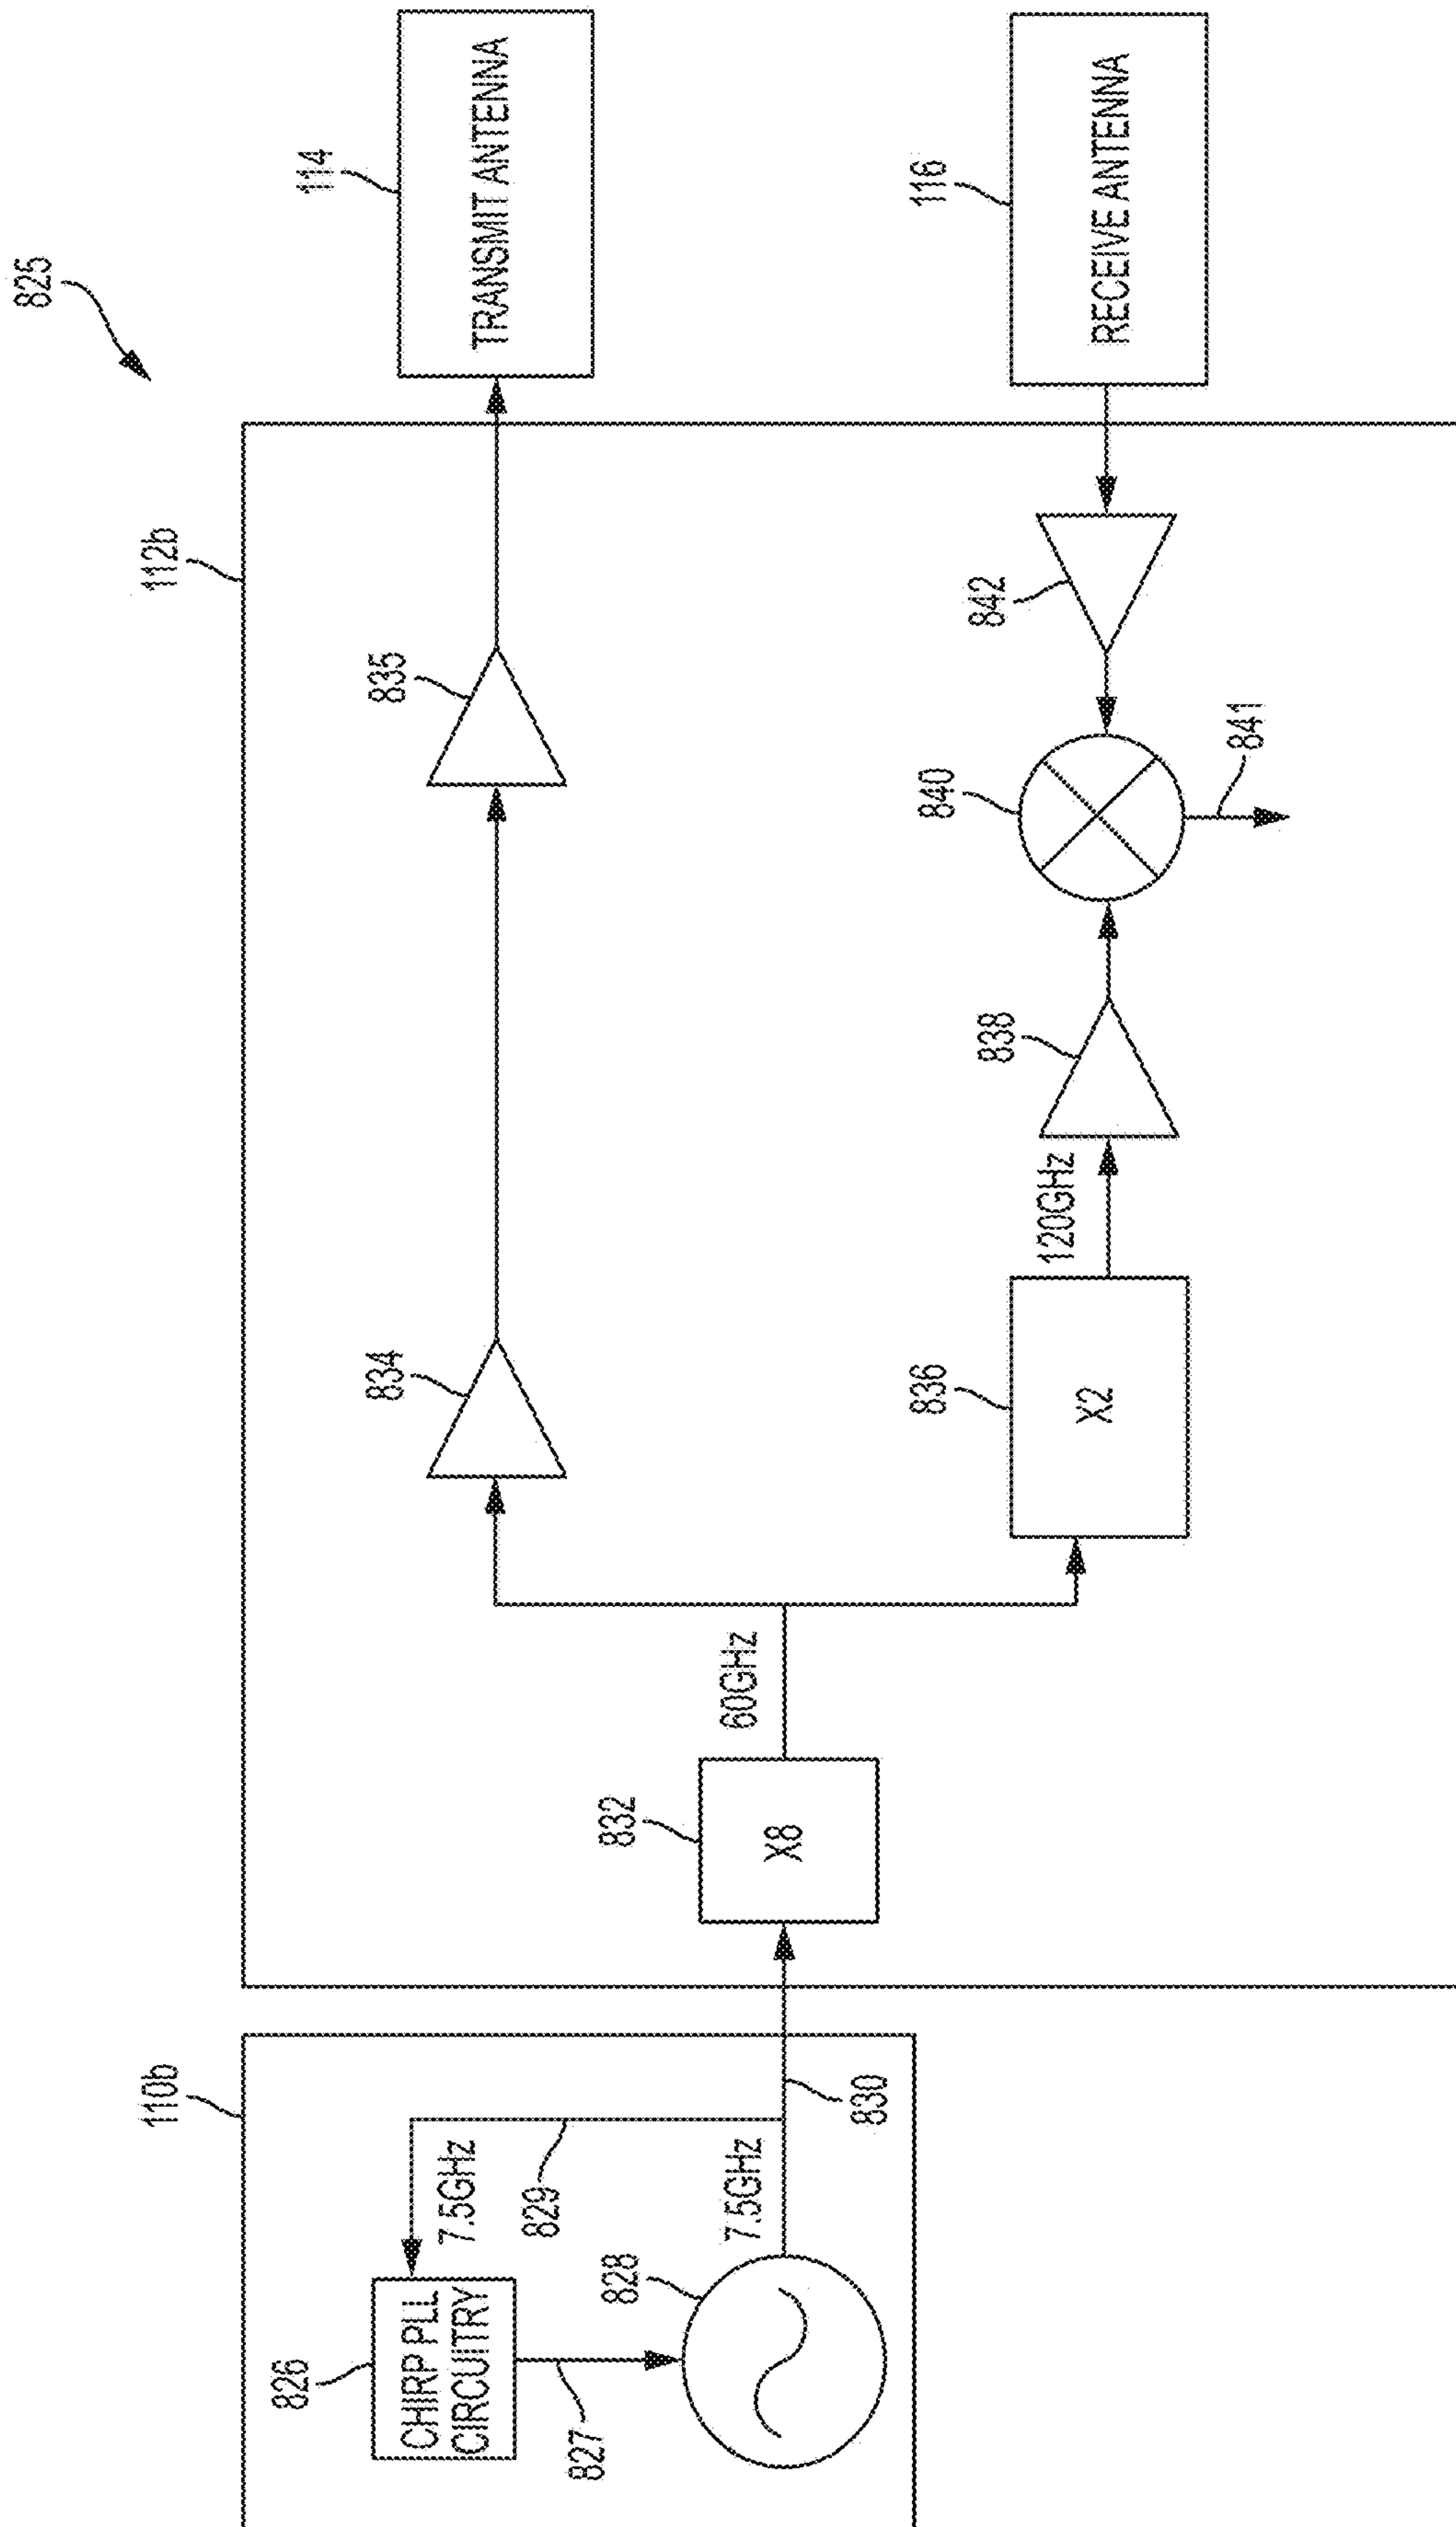 825
110b
826
CHIRP PLL
CIRCUITRY
827
7.5GHz
829
828
7.5GHz
830
112b
832
X8
60GHz
834
835
114
TRANSMIT ANTENNA
836
X2
120GHz
838
840
841
842
116
RECEIVE ANTENNA